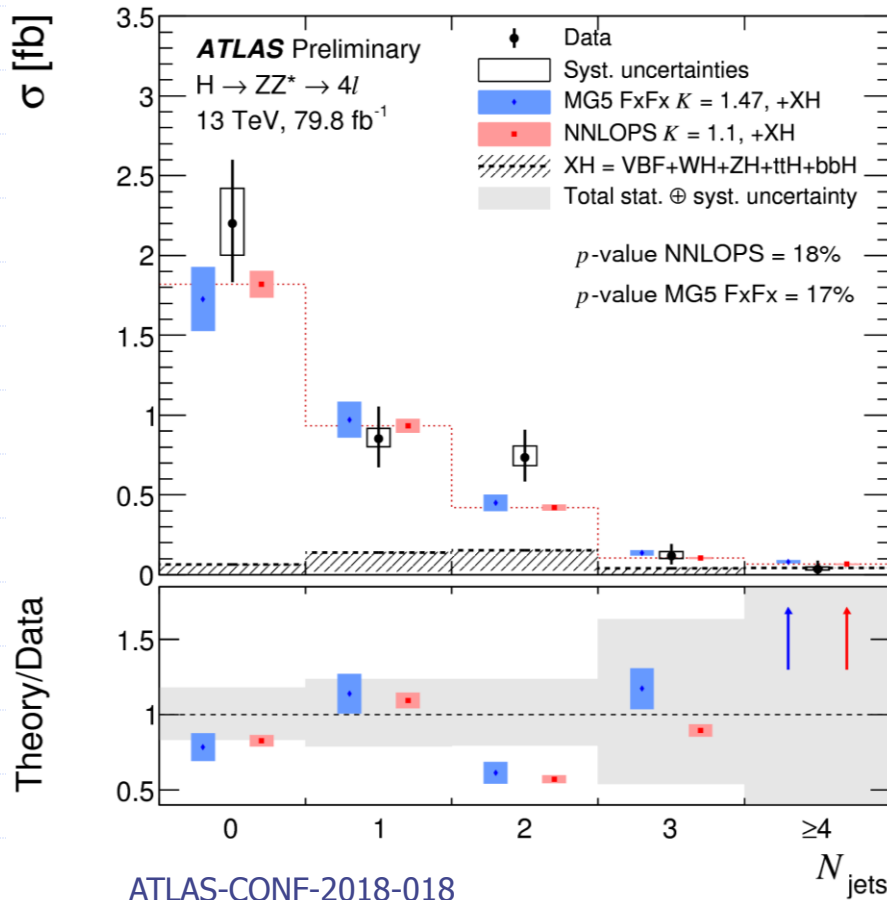 σ [fb]
3.5
3
2.5
2
1.5
1
0.5
0
ATLAS Preliminary
H → ZZ* → 4l
13 TeV, 79.8 fb⁻¹
Data
Syst. uncertainties
MG5 FxFx K = 1.47, +XH
NNLOPS K = 1.1, +XH
XH = VBF+WH+ZH+ttH+bbH
Total stat. ⊕ syst. uncertainty
p-value NNLOPS = 18%
p-value MG5 FxFx = 17%
Theory/Data
1.5
1
0.5
0 1 2 3 ≥4
N jets
ATLAS-CONF-2018-018